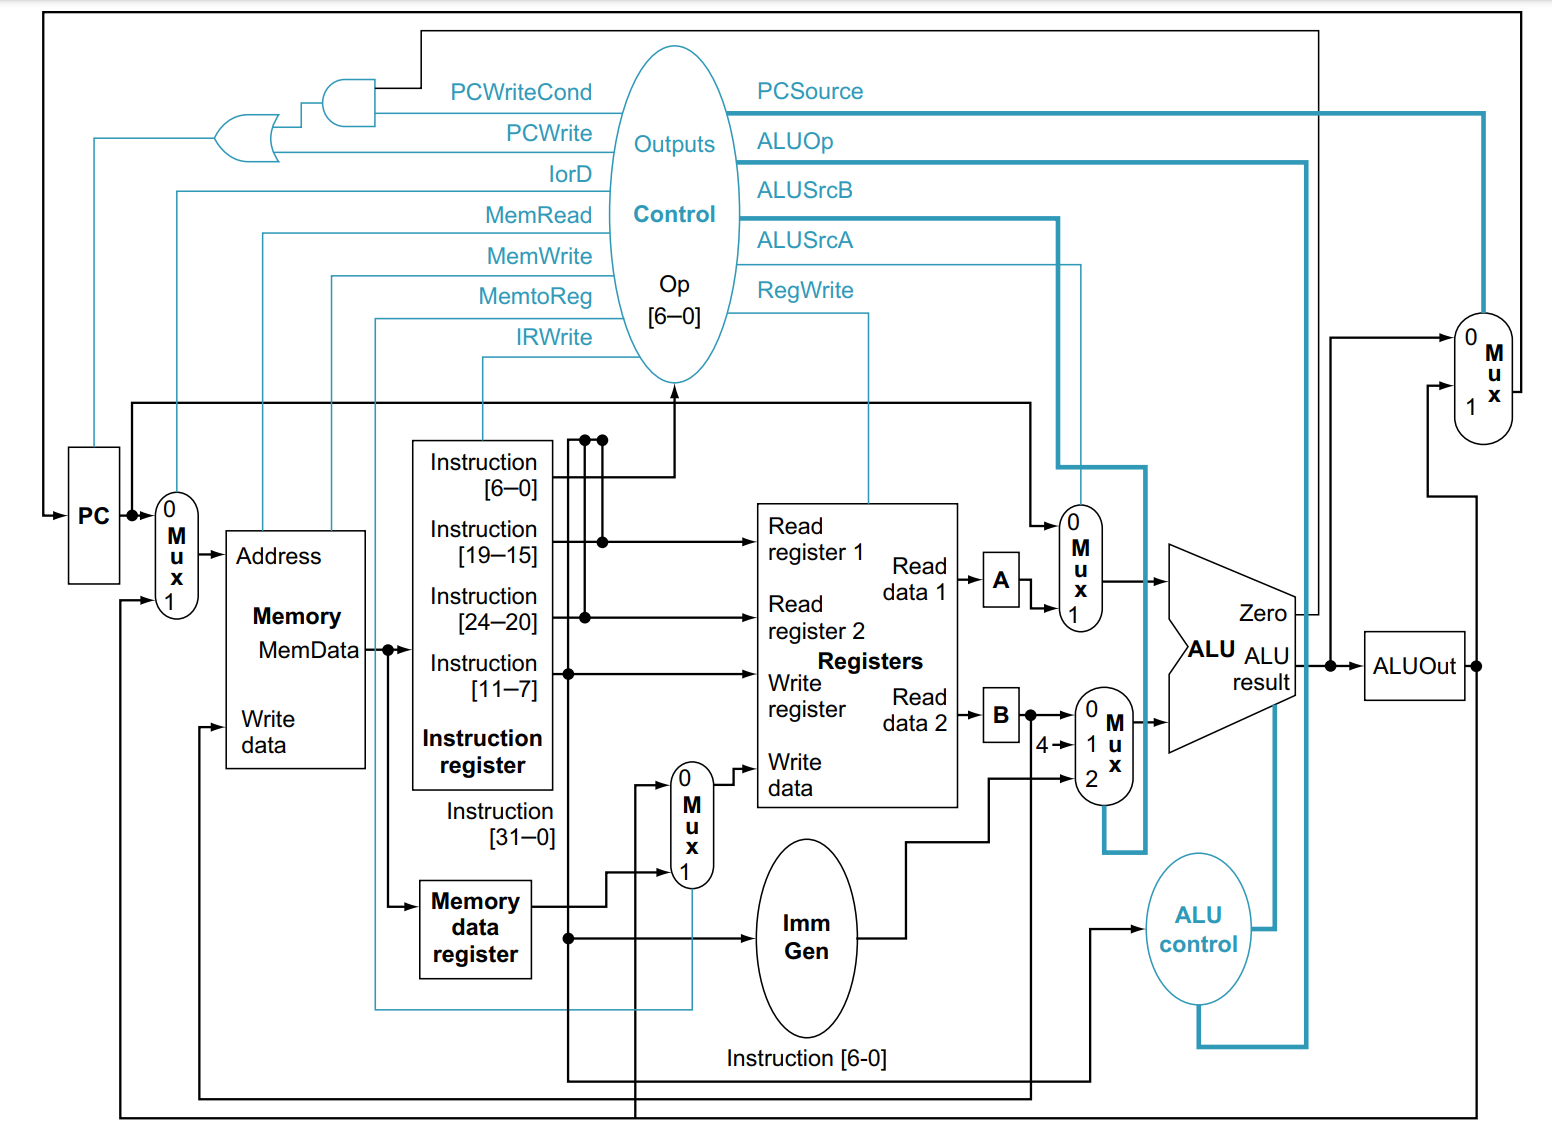 PCWriteCond
PCWrite
IorD
MemRead
MemWrite
MemtoReg
IRWrite
Outputs
Control
Op
[6–0]
PCSource
ALUOp
ALUSrcB
ALUSrcA
RegWrite
PC
0
M
u
x
1
Address
Memory
MemData
Write
data
Instruction
[6–0]
Instruction
[19–15]
Instruction
[24–20]
Instruction
[11–7]
Instruction
register
Instruction
[31–0]
Memory
data
register
0
M
u
x
1
Read
register 1
Read
register 2
Registers
Write
register
Write
data
Read
data 1
Read
data 2
Imm
Gen
Instruction [6-0]
A
B
4
0
M
u
x
1
0
1
2
M
u
x
Zero
ALU
ALU
result
ALU
control
ALUOut
0
M
u
x
1